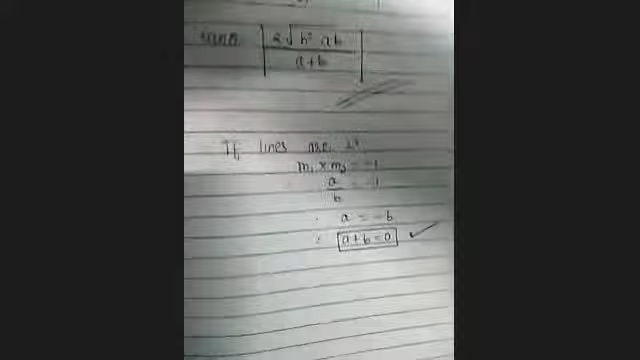 tanθ | 2√h² ab / a+b |
If lines are
m₁ × m₂ = -1
a/b = -1
∴ a = -b
∴ a+b=0 ✓